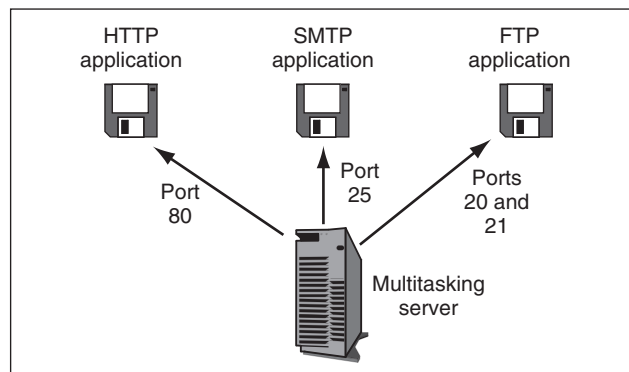 HTTP
application
SMTP
application
FTP
application
Port
80
Port
25
Ports
20 and
21
Multitasking
server